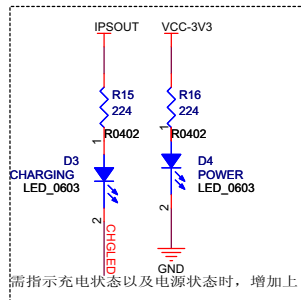 IPSOUT VCC-3V3
R15 R16
224 224
R0402 R0402
1 1
D3 D4
CHARGING POWER
LED_0603 LED_0603
2 2
CHGLED
GND
需指示充电状态以及电源状态时，增加上